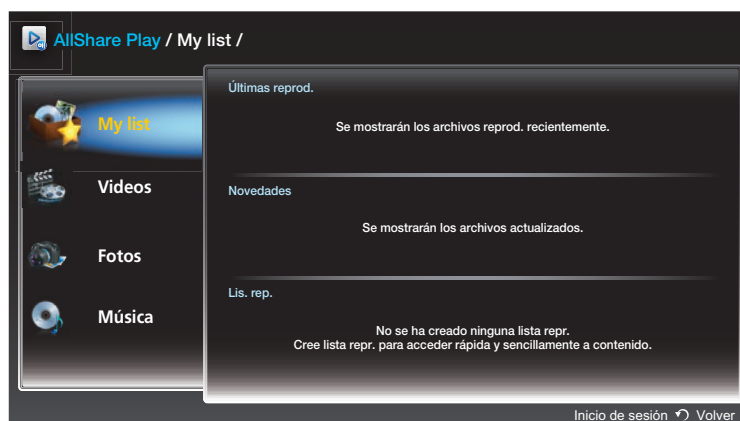 AllShare Play / My list /
My list
Videos
Fotos
Música
Últimas reprod.
Se mostrarán los archivos reprod. recientemente.
Novedades
Se mostrarán los archivos actualizados.
Lis. rep.
No se ha creado ninguna lista repr.
Cree lista repr. para acceder rápida y sencillamente a contenido.
Inicio de sesión Volver